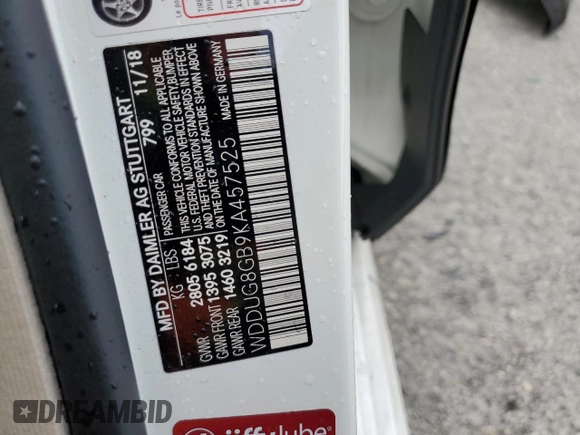 MFD BY DAIMLER AG STUTTGART 11/18
PASSENGER CAR 799
KG LBS THIS VEHICLE CONFORMS TO ALL APPLICABLE
GVWR 2805 6184 U.S. FEDERAL MOTOR VEHICLE SAFETY, BUMPER
GAWR FRONT 1395 3075 AND THEFT PREVENTION STANDARDS IN EFFECT
GAWR REAR 1460 3219 ON THE DATE OF MANUFACTURE SHOWN ABOVE
MADE IN GERMANY
WDDUG8GB9KA457525
jiffy lube
DREAMBID